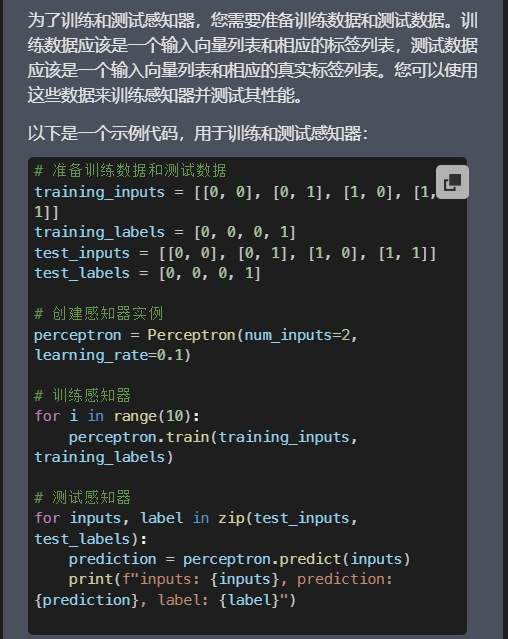 为了训练和测试感知器，您需要准备训练数据和测试数据。训
练数据应该是一个输入向量列表和相应的标签列表，测试数据
应该是一个输入向量列表和相应的真实标签列表。您可以使用
这些数据来训练感知器并测试其性能。
以下是一个示例代码，用于训练和测试感知器：
# 准备训练数据和测试数据
training_inputs = [[0, 0], [0, 1], [1, 0], [1,
1]]
training_labels = [0, 0, 0, 1]
test_inputs = [[0, 0], [0, 1], [1, 0], [1, 1]]
test_labels = [0, 0, 0, 1]
# 创建感知器实例
perceptron = Perceptron(num_inputs=2,
learning_rate=0.1)
# 训练感知器
for i in range(10):
    perceptron.train(training_inputs,
training_labels)
# 测试感知器
for inputs, label in zip(test_inputs,
test_labels):
    prediction = perceptron.predict(inputs)
    print(f"inputs: {inputs}, prediction:
{prediction}, label: {label}")